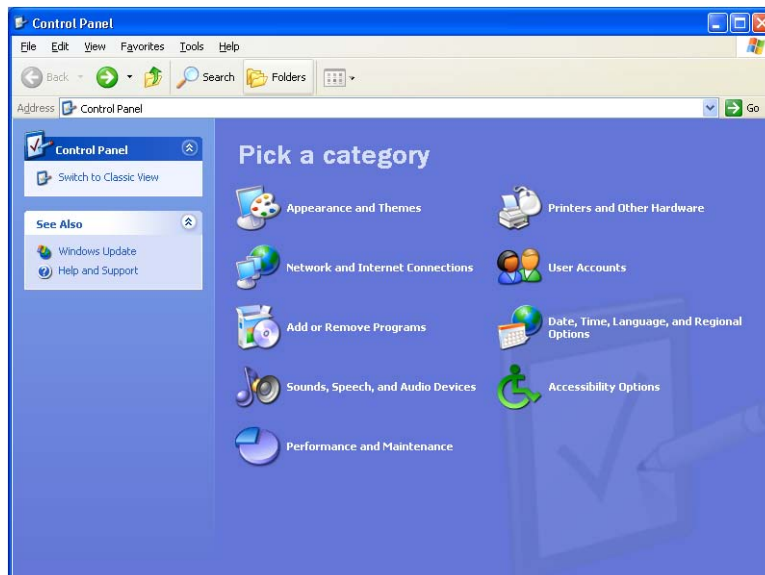 Control Panel
File Edit View Favorites Tools Help
Back Search Folders
Address Control Panel Go
Control Panel
Switch to Classic View
See Also
Windows Update
Help and Support
Pick a category
Appearance and Themes
Printers and Other Hardware
Network and Internet Connections
User Accounts
Add or Remove Programs
Date, Time, Language, and Regional
Options
Sounds, Speech, and Audio Devices
Accessibility Options
Performance and Maintenance